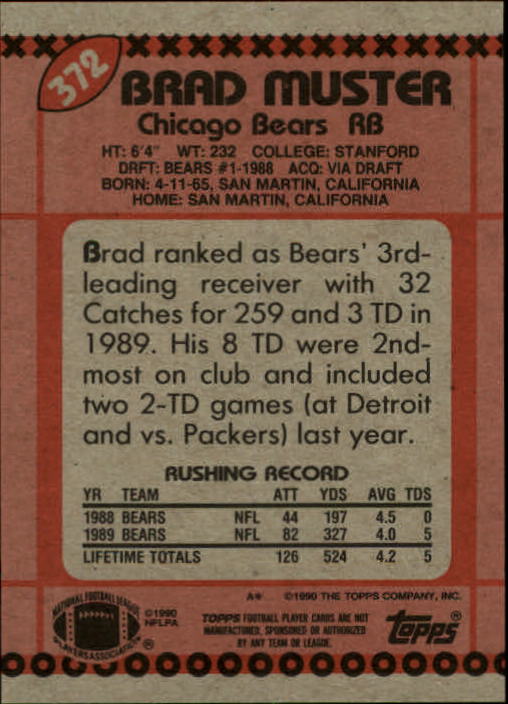 372
BRAD MUSTER
Chicago Bears RB
HT: 6'4" WT: 232 COLLEGE: STANFORD
DRFT: BEARS #1-1988 ACQ: VIA DRAFT
BORN: 4-11-65, SAN MARTIN, CALIFORNIA
HOME: SAN MARTIN, CALIFORNIA
Brad ranked as Bears' 3rd-
leading receiver with 32
Catches for 259 and 3 TD in
1989. His 8 TD were 2nd-
most on club and included
two 2-TD games (at Detroit
and vs. Packers) last year.
RUSHING RECORD
YR TEAM ATT YDS AVG TDS
1988 BEARS NFL 44 197 4.5 0
1989 BEARS NFL 82 327 4.0 5
LIFETIME TOTALS 126 524 4.2 5
A* ©1990 THE TOPPS COMPANY, INC.
NATIONAL FOOTBALL LEAGUE
PLAYERS ASSOCIATION
®
©1990
NFLPA
TOPPS FOOTBALL PLAYER CARDS ARE NOT
MANUFACTURED, SPONSORED OR AUTHORIZED
BY ANY TEAM OR LEAGUE.
topps®